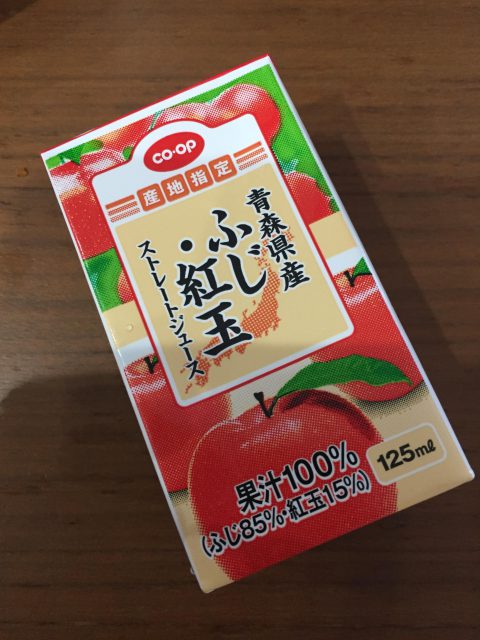 co·op
産地指定
青森県産
ふじ
・紅玉
ストレートジュース
果汁100%
(ふじ85%・紅玉15%)
125ml